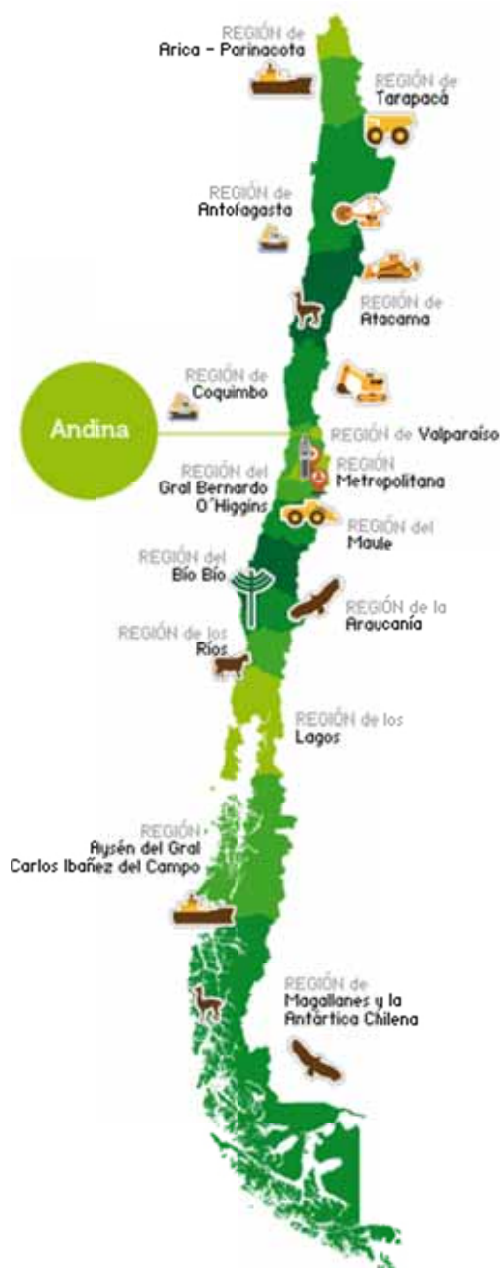 REGIÓN de
Arica - Parinacota
REGIÓN de
Tarapacá
REGIÓN de
Antofagasta
REGIÓN de
Atacama
REGIÓN de
Coquimbo
Andina
REGIÓN de Valparaíso
REGIÓN
Metropolitana
REGIÓN del
Gral Bernardo
O'Higgins
REGIÓN del
Maule
REGIÓN del
Bío Bío
REGIÓN de la
Araucanía
REGIÓN de los
Ríos
REGIÓN de los
Lagos
REGIÓN
Aysén del Gral
Carlos Ibañez del Campo
REGIÓN de
Magallanes y la
Antártica Chilena